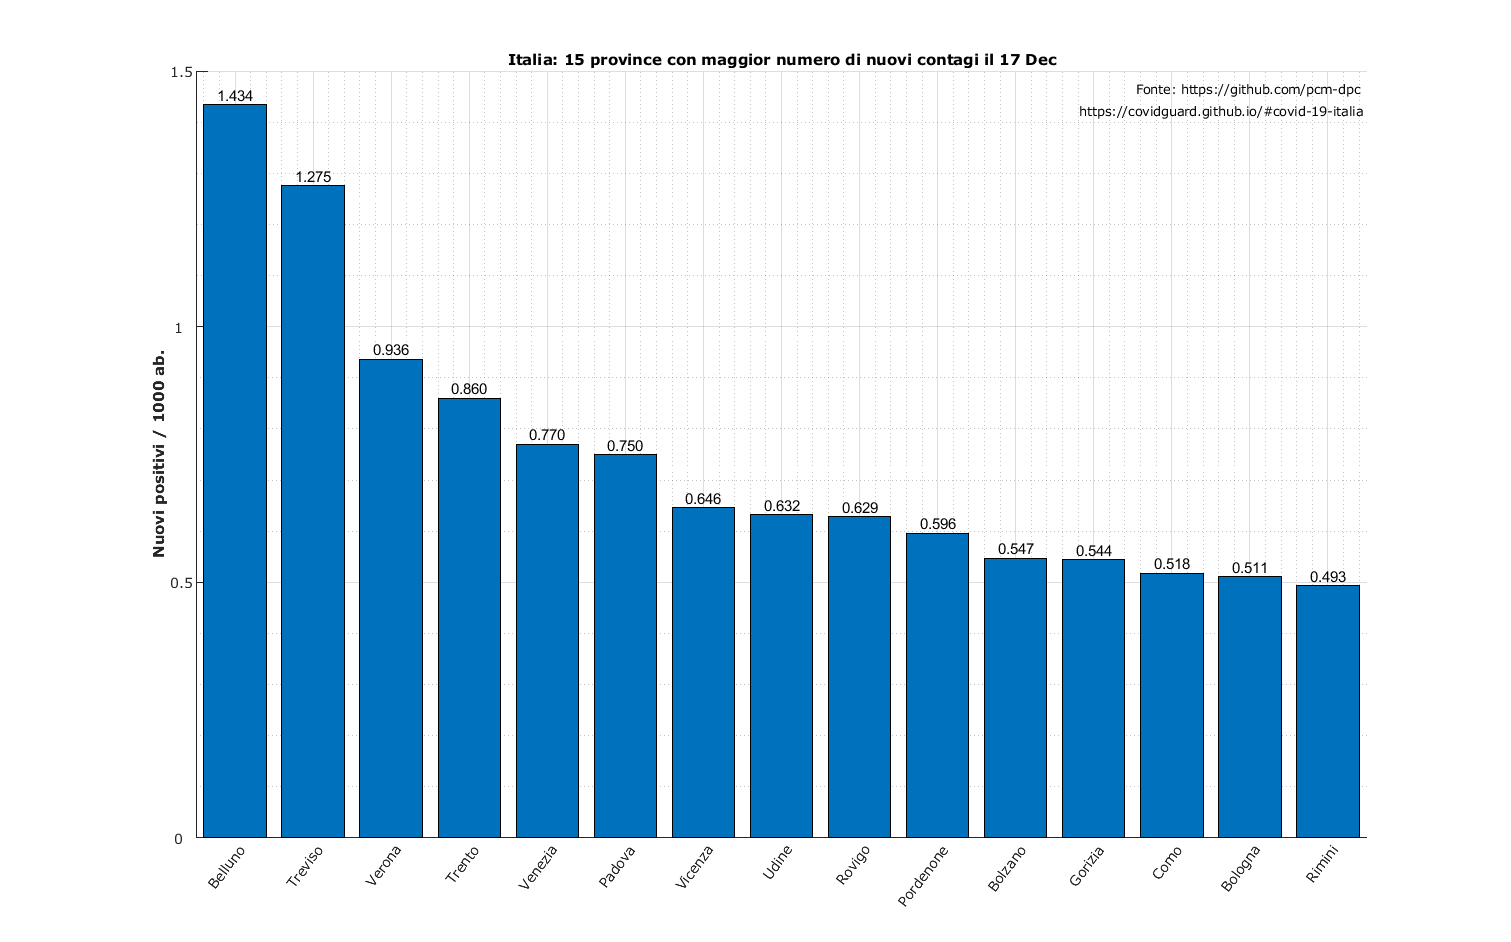 Italia: 15 province con maggior numero di nuovi contagi il 17 Dec
Fonte: https://github.com/pcm-dpc
https://covidguard.github.io/#covid-19-italia
Nuovi positivi / 1000 ab.
1.5
1
0.5
0
1.434
1.275
0.936
0.860
0.770
0.750
0.646
0.632
0.629
0.596
0.547
0.544
0.518
0.511
0.493
Belluno
Treviso
Verona
Trento
Venezia
Padova
Vicenza
Udine
Rovigo
Pordenone
Bolzano
Gorizia
Como
Bologna
Rimini